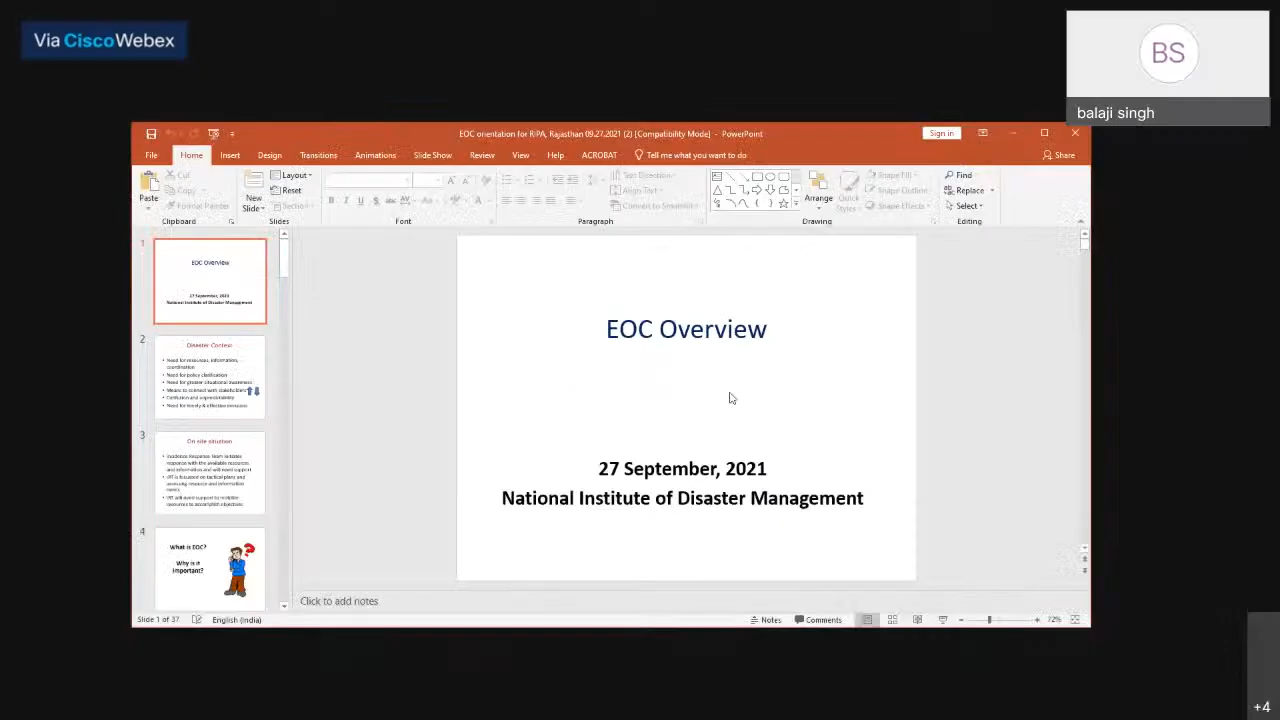 Via CiscoWebex
BS
balaji singh
EOC orientation for RIPA, Rajasthan 09.27.2021 (2) [Compatibility Mode] - PowerPoint
Sign in
File Home Insert Design Transitions Animations Slide Show Review View Help ACROBAT Tell me what you want to do Share
Paste
Cut
Copy
Format Painter
Clipboard
New
Slide
Layout
Reset
Section
Slides
Font
Text Direction
Align Text
Convert to SmartArt
Paragraph
Arrange
Quick
Styles
Shape Fill
Shape Outline
Shape Effects
Drawing
Find
Replace
Select
Editing
1
EOC Overview
27 September, 2021
National Institute of Disaster Management
2
Disaster Context
• Need for resources, information,
coordination
• Need for policy clarification
• Need for greater situational awareness
• Means to connect with stakeholders
• Confusion and unpredictability
• Need for timely & effective
3
On site situation
• Incidence Response Team initiates
response with the available resources
and information and will need support
• IRT is focussed on tactical plans and
assessing resource and information
needs
• IRT will need support to mobilize
resources to accomplish objectives
4
What is EOC?
Why is it
Important?
EOC Overview
27 September, 2021
National Institute of Disaster Management
Click to add notes
Slide 1 of 37 English (India) Notes Comments 72%
+4